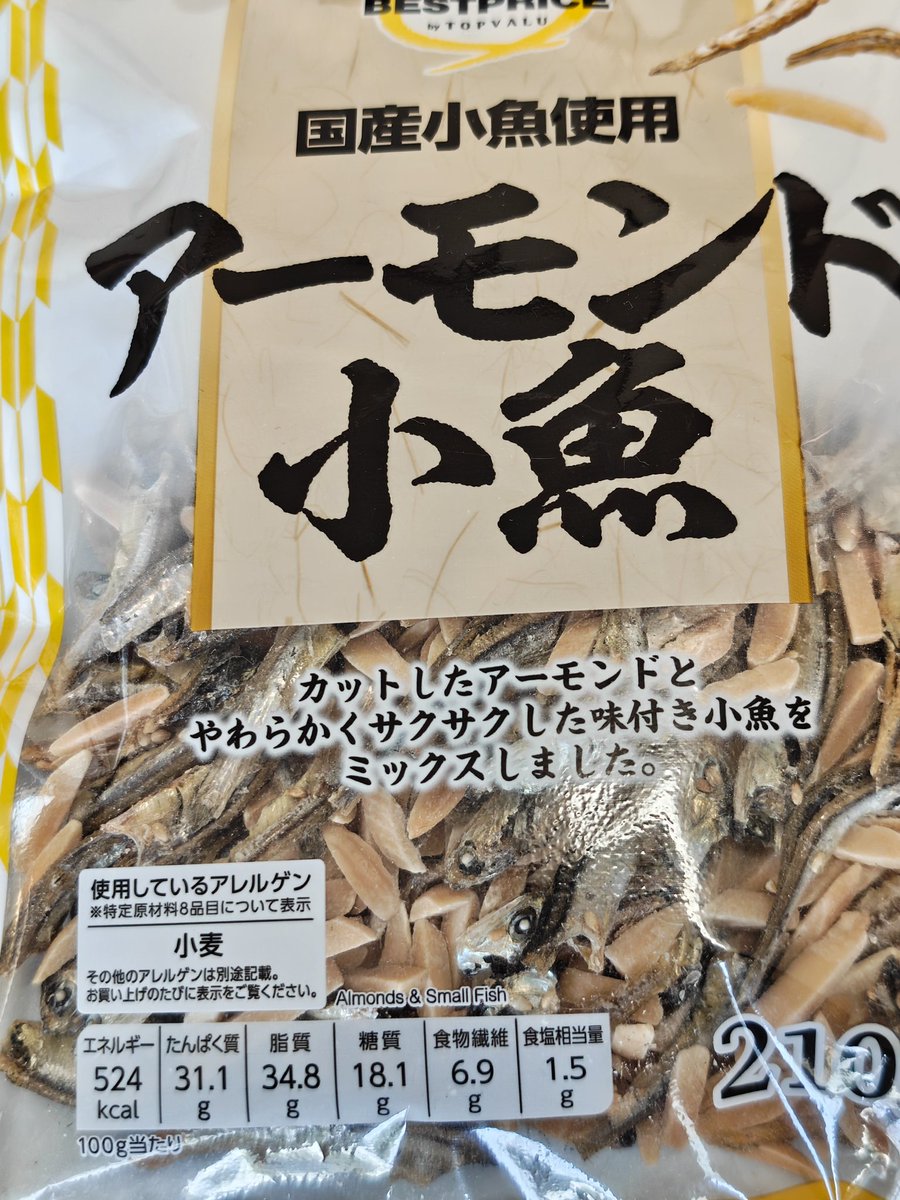 BESTPRICE
by TOPVALU
国産小魚使用
アーモンド
小魚
カットしたアーモンドと
やわらかくサクサクした味付き小魚を
ミックスしました。
使用しているアレルゲン
※特定原材料8品目について表示
小麦
その他のアレルゲンは別途記載。
お買い上げのたびに表示をご覧ください。
Almonds & Small Fish
エネルギー たんぱく質 脂質 糖質 食物繊維 食塩相当量
524 kcal 31.1 g 34.8 g 18.1 g 6.9 g 1.5 g
100g当たり
210